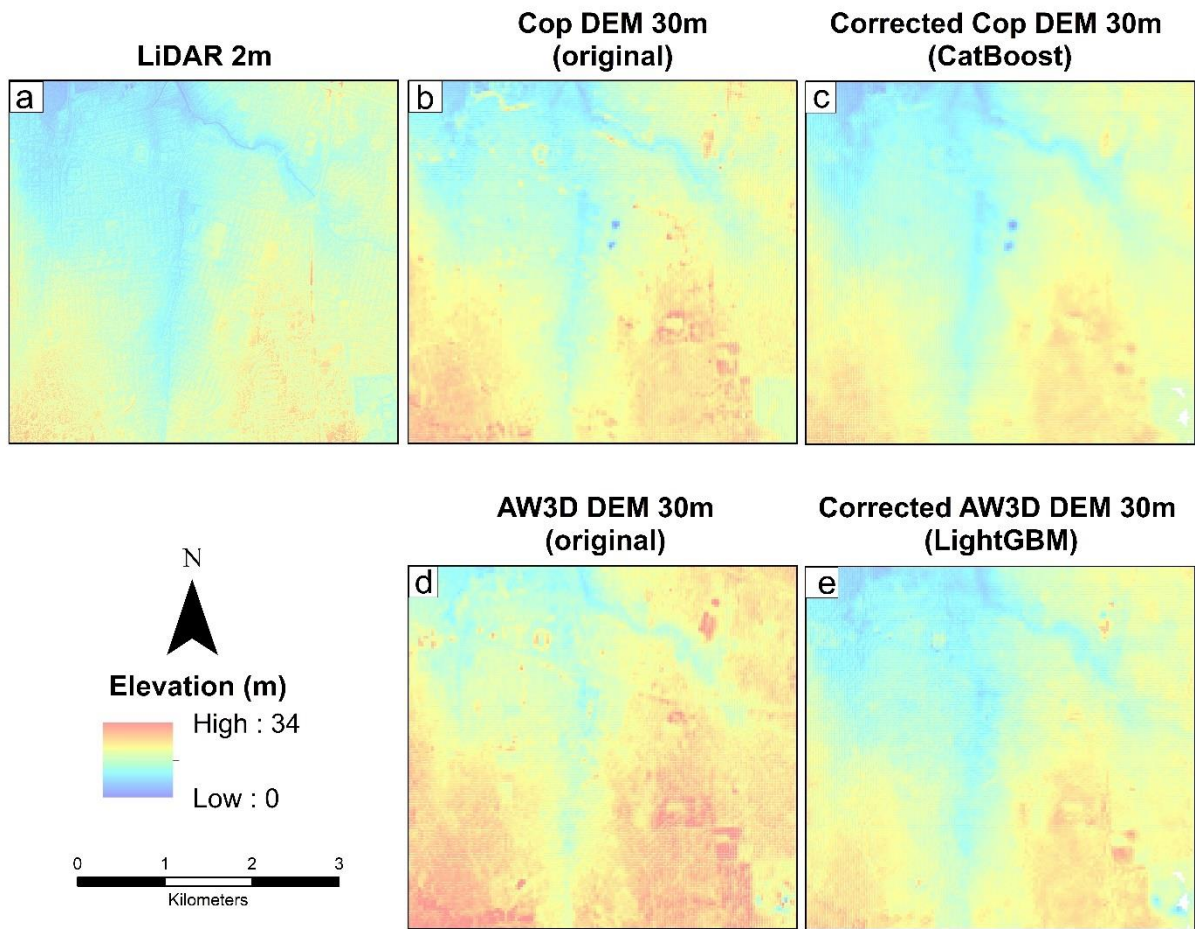 LiDAR 2m
Cop DEM 30m
(original)
Corrected Cop DEM 30m
(CatBoost)
a
b
c
AW3D DEM 30m
(original)
Corrected AW3D DEM 30m
(LightGBM)
d
e
N
Elevation (m)
High : 34
Low : 0
0 1 2 3
Kilometers